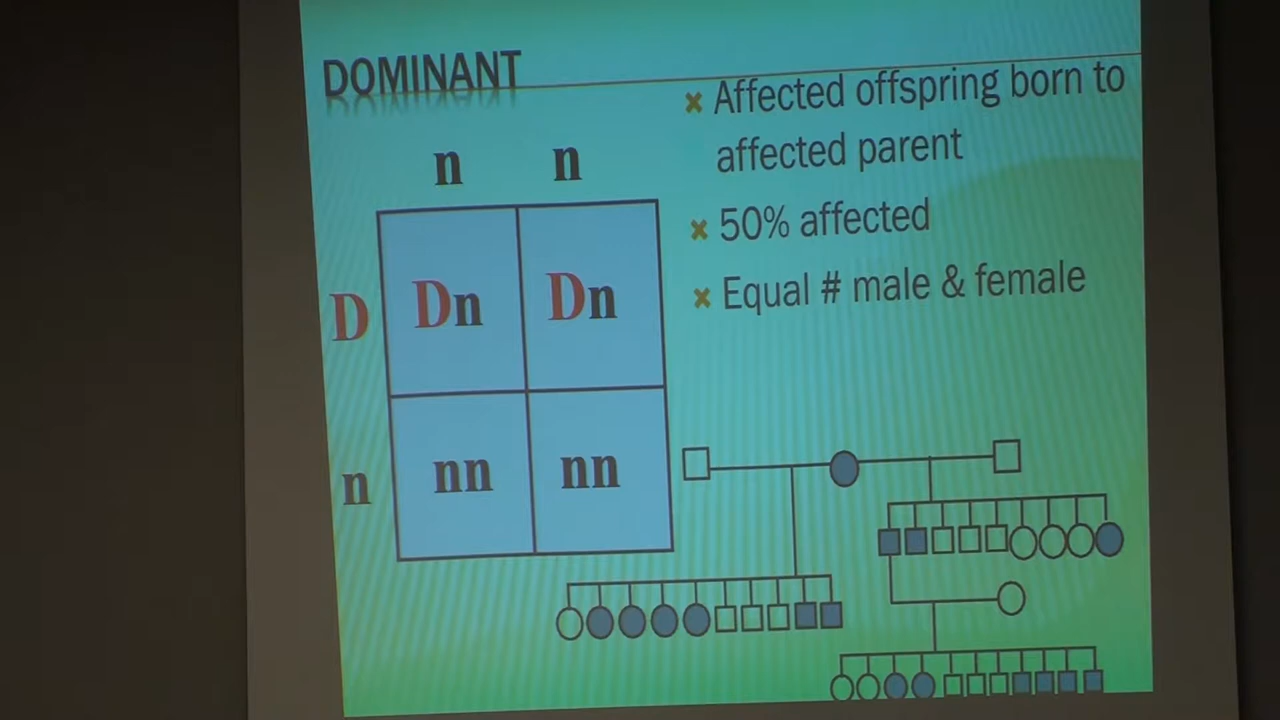 DOMINANT
× Affected offspring born to
affected parent
× 50% affected
× Equal # male & female
n n
D Dn Dn
n nn nn